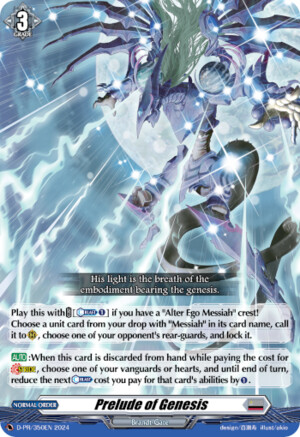 3
GRADE
His light is the breath of the
embodiment bearing the genesis.
Play this with [ 1] if you have a "Alter Ego Messiah" crest!
Choose a unit card from your drop with "Messiah" in its card name, call
it to , choose one of your opponent's rear-guards, and lock it.
AUTO :When this card is discarded from hand while paying the cost for
, choose one of your vanguards or hearts, and until end of turn,
reduce the next cost you pay for that card's abilities by 1.
NORMAL ORDER
Prelude of Genesis
Brandt Gate
D-PR/350EN 2024